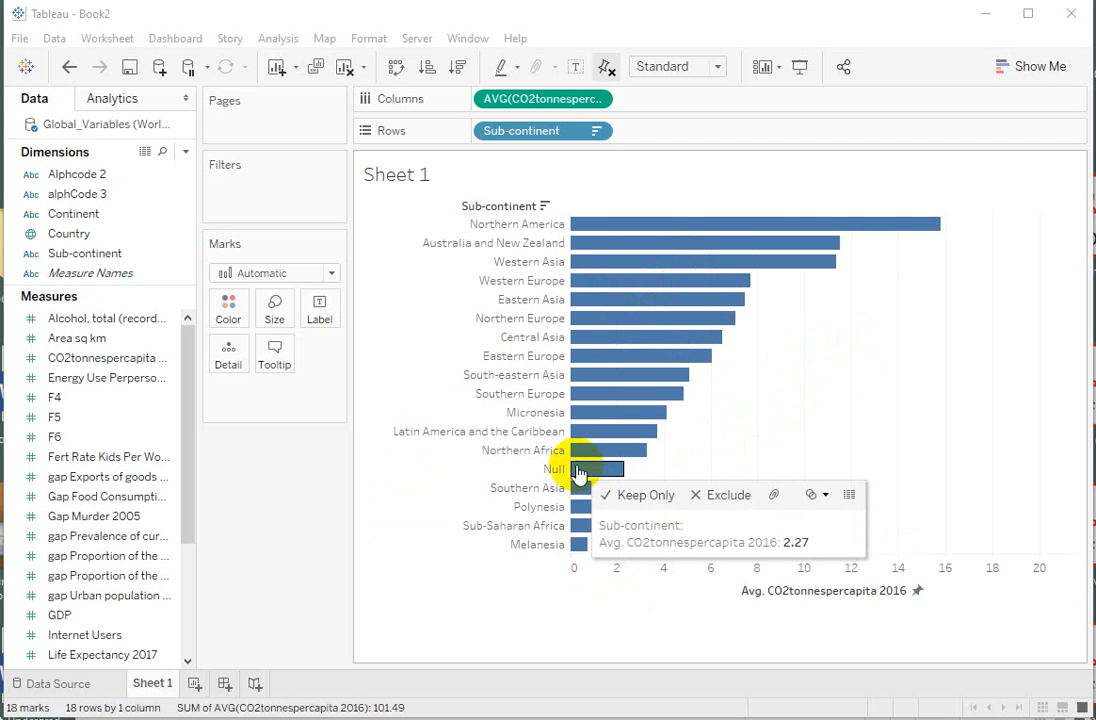 Tableau - Book2
File Data Worksheet Dashboard Story Analysis Map Format Server Window Help
Standard
Show Me
Data
Analytics
Pages
Columns
AVG(CO2tonnesperc..
Global_Variables (Worl...
Rows
Sub-continent
Dimensions
Filters
Abc Alphcode 2
Abc alphCode 3
Abc Continent
Country
Abc Sub-continent
Abc Measure Names
Measures
Alcohol, total (record...
Area sq km
CO2tonnespercapita ...
Energy Use Perperso...
F4
F5
F6
Fert Rate Kids Per Wo...
gap Exports of goods ...
Gap Food Consumpti...
Gap Murder 2005
gap Prevalence of cur...
gap Proportion of the ...
gap Proportion of the ...
gap Urban population ...
GDP
Internet Users
Life Expectancy 2017
Marks
Automatic
Color
Size
Label
Detail
Tooltip
Sheet 1
Sub-continent
Northern America
Australia and New Zealand
Western Asia
Western Europe
Eastern Asia
Northern Europe
Central Asia
Eastern Europe
South-eastern Asia
Southern Europe
Micronesia
Latin America and the Caribbean
Northern Africa
Null
Southern Asia
Polynesia
Sub-Saharan Africa
Melanesia
Keep Only
Exclude
Sub-continent:
Avg. CO2tonnespercapita 2016: 2.27
0 2 4 6 8 10 12 14 16 18 20
Avg. CO2tonnespercapita 2016
Data Source
Sheet 1
18 marks
18 rows by 1 column
SUM of AVG(CO2tonnespercapita 2016): 101.49